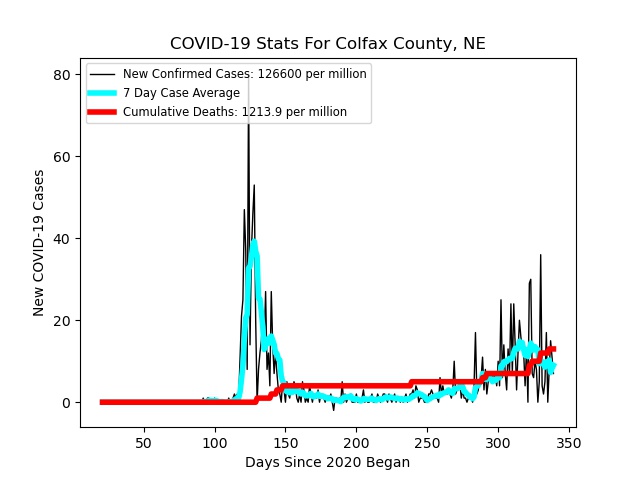 COVID-19 Stats For Colfax County, NE
New Confirmed Cases: 126600 per million
7 Day Case Average
Cumulative Deaths: 1213.9 per million
New COVID-19 Cases
80
60
40
20
0
50 100 150 200 250 300 350
Days Since 2020 Began